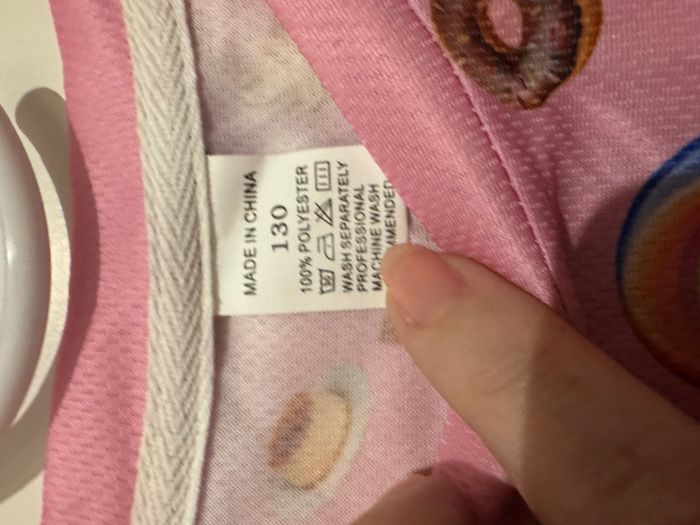 MADE IN CHINA
130
100% POLYESTER
WASH SEPARATELY
PROFESSIONAL
MACHINE WASH